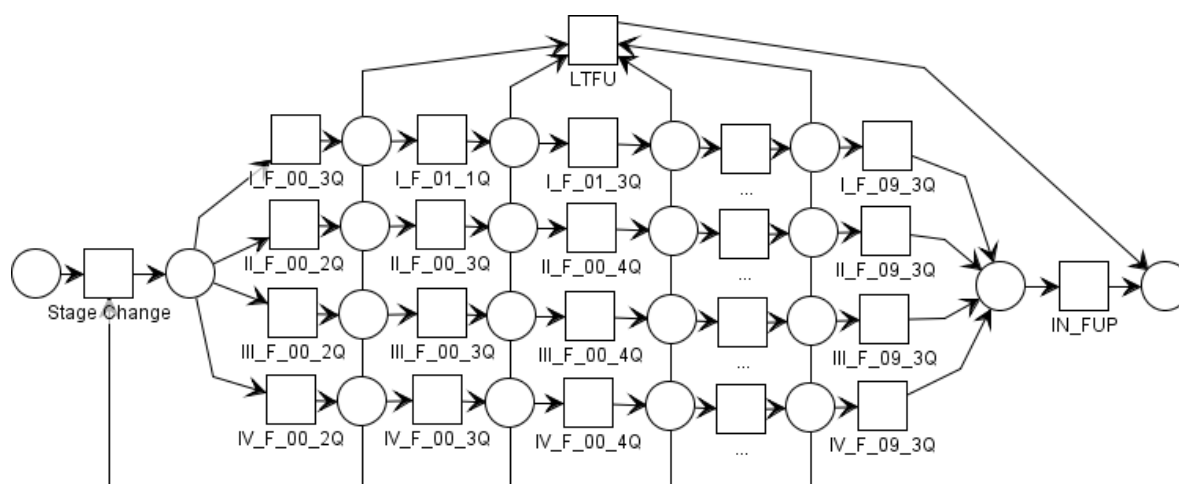 LTFU
I_F_00_3Q
I_F_01_1Q
I_F_01_3Q
...
I_F_09_3Q
II_F_00_2Q
II_F_00_3Q
II_F_00_4Q
...
II_F_09_3Q
Stage Change
IN_FUP
III_F_00_2Q
III_F_00_3Q
III_F_00_4Q
...
III_F_09_3Q
IV_F_00_2Q
IV_F_00_3Q
IV_F_00_4Q
...
IV_F_09_3Q